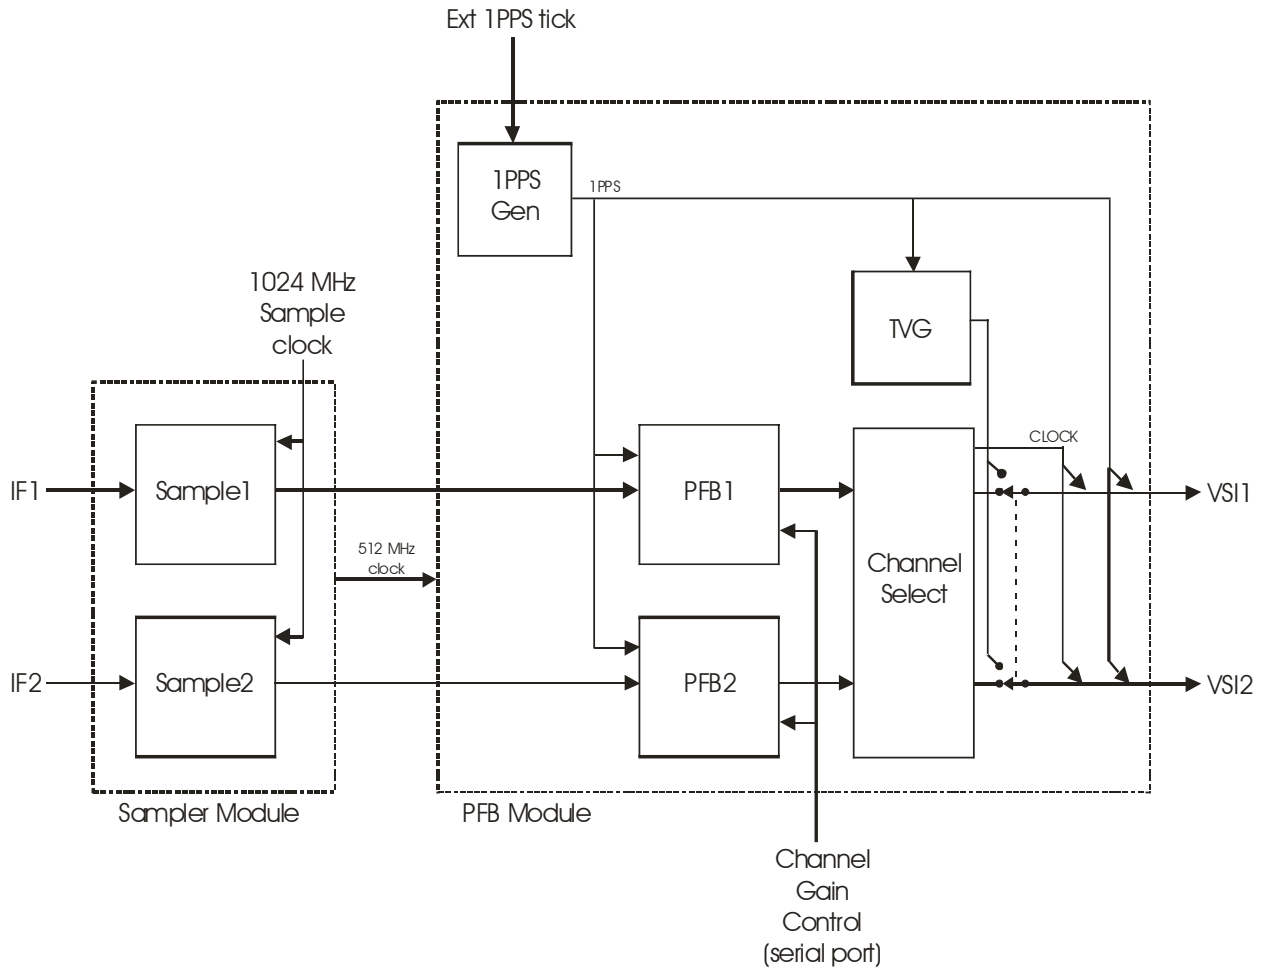 Ext 1PPS tick
1PPS
Gen
1PPS
1024 MHz
Sample
clock
TVG
CLOCK
IF1
Sample1
PFB1
VSI1
512 MHz
clock
Channel
Select
IF2
Sample2
PFB2
VSI2
Sampler Module
PFB Module
Channel
Gain
Control
(serial port)